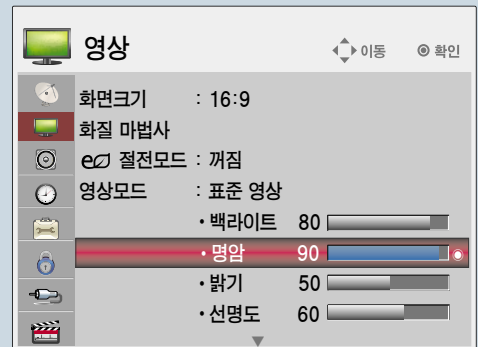 영상 이동 확인
화면크기 : 16:9
화질 마법사
e 절전모드 : 꺼짐
영상모드 : 표준 영상
• 백라이트 80
• 명암 90
• 밝기 50
• 선명도 60